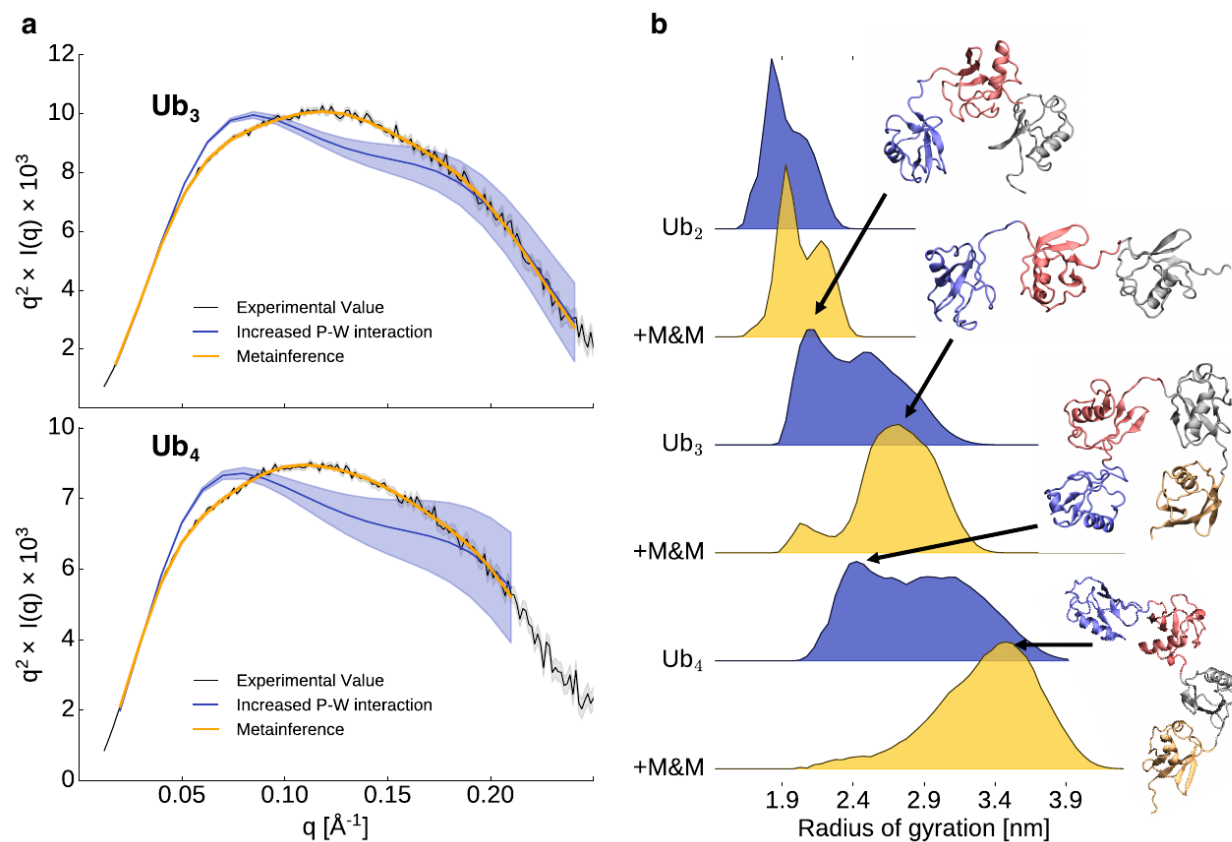 a
Ub3
q² × I(q) × 10³
12
10
8
6
4
2
Experimental Value
Increased P-W interaction
Metainference
Ub4
q² × I(q) × 10³
10
7
6
4
2
0
Experimental Value
Increased P-W interaction
Metainference
0.05
0.10
0.15
0.20
q [Å⁻¹]
b
Ub₂
+M&M
Ub₃
+M&M
Ub₄
+M&M
1.9
2.4
2.9
3.4
3.9
Radius of gyration [nm]